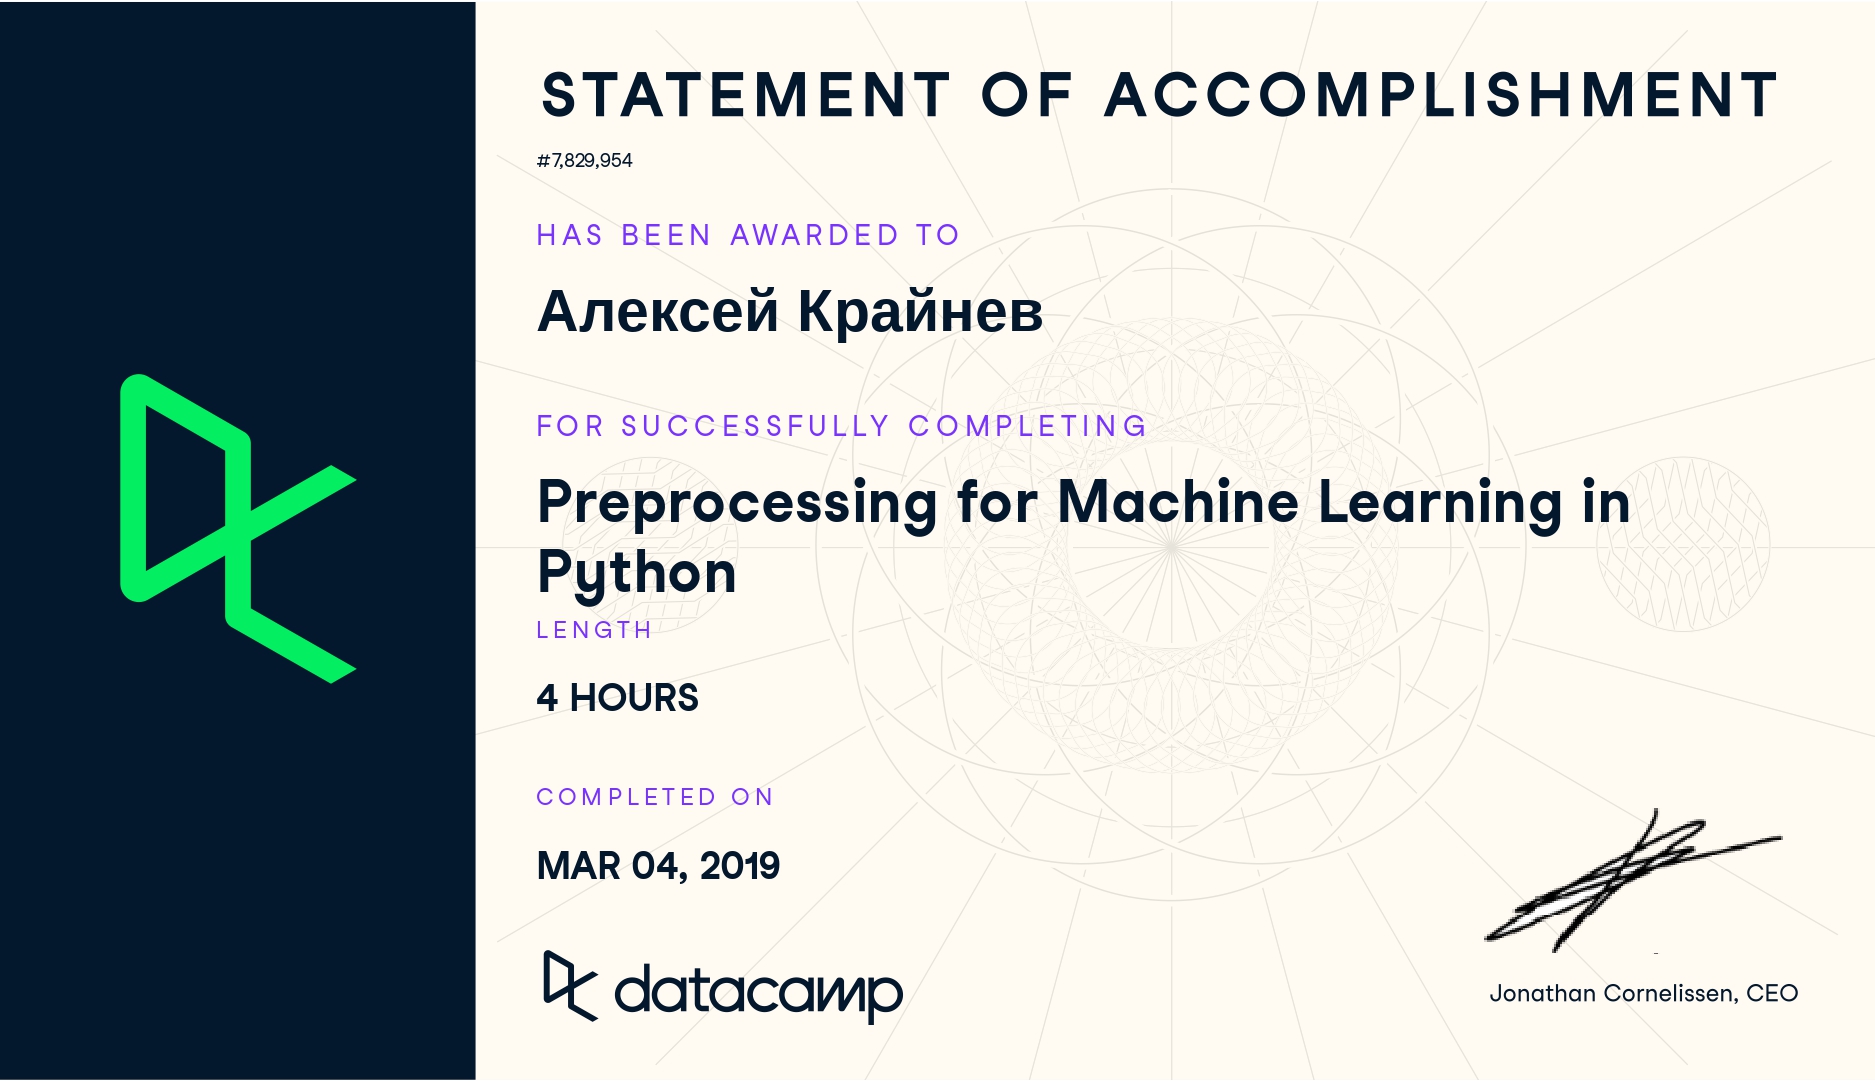 STATEMENT OF ACCOMPLISHMENT
#7,829,954
HAS BEEN AWARDED TO
Алексей Крайнев
FOR SUCCESSFULLY COMPLETING
Preprocessing for Machine Learning in
Python
LENGTH
4 HOURS
COMPLETED ON
MAR 04, 2019
datacamp
Jonathan Cornelissen, CEO